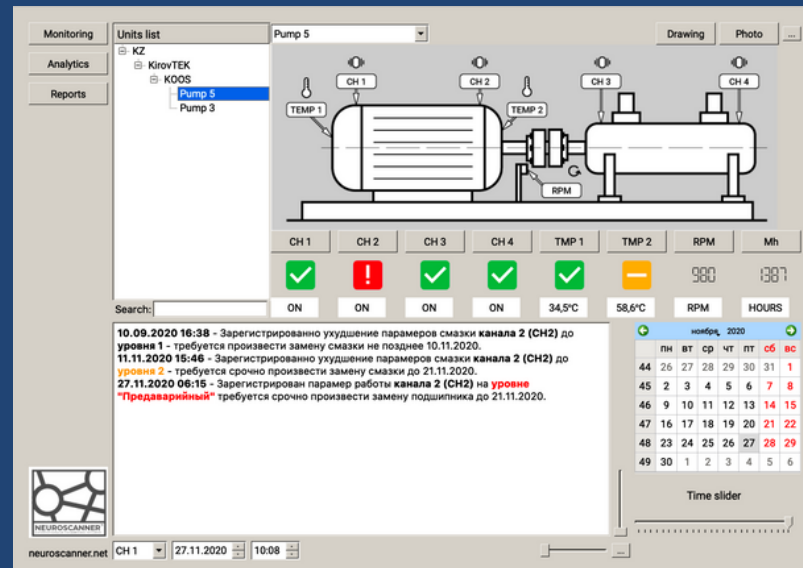 Monitoring
Analytics
Reports
Units list
KZ
KirovTEK
KOOS
Pump 5
Pump 3
Search:
Pump 5
Drawing
Photo
...
CH 1
CH 2
CH 3
CH 4
TEMP 1
TEMP 2
RPM
CH 1 CH 2 CH 3 CH 4 TMP 1 TMP 2 RPM Mh
980 1387
ON ON ON ON 34,5°C 58,6°C RPM HOURS
10.09.2020 16:38 - Зарегистрированно ухудшение парамеров смазки канала 2 (CH2) до
уровня 1 - требуется произвести замену смазки не позднее 10.11.2020.
11.11.2020 15:46 - Зарегистрированно ухудшение парамеров смазки канала 2 (CH2) до
уровня 2 - требуется срочно произвести замену смазки до 21.11.2020.
27.11.2020 06:15 - Зарегистрирован парамер работы канала 2 (CH2) на уровне
"Предаварийный" требуется срочно произвести замену подшипника до 21.11.2020.
ноября, 2020
пн вт ср чт пт сб вс
44 26 27 28 29 30 31 1
45 2 3 4 5 6 7 8
46 9 10 11 12 13 14 15
47 16 17 18 19 20 21 22
48 23 24 25 26 27 28 29
49 30 1 2 3 4 5 6
Time slider
NEUROSCANNER
neuroscanner.net
CH 1 27.11.2020 10:08
...